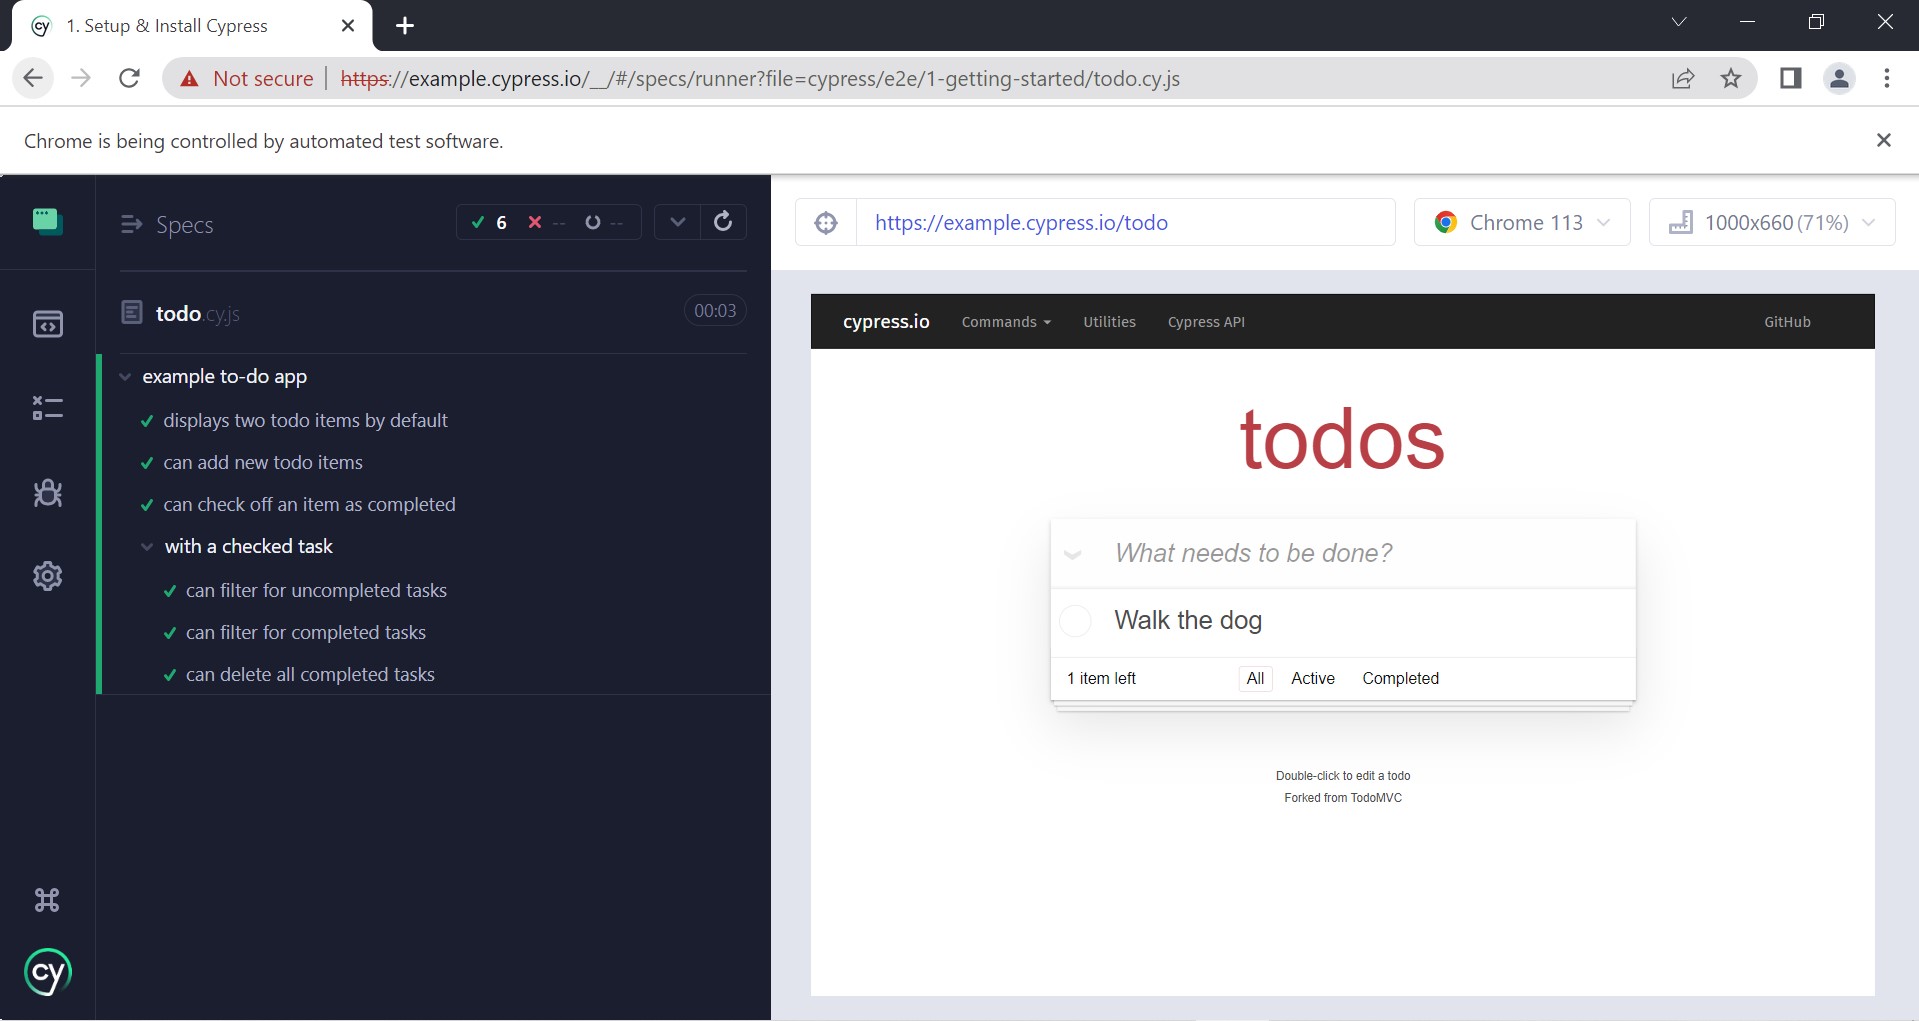 1. Setup & Install Cypress
Not secure https://example.cypress.io/__/#/specs/runner?file=cypress/e2e/1-getting-started/todo.cy.js
Chrome is being controlled by automated test software.
Specs 6 -- --
https://example.cypress.io/todo Chrome 113 1000x660 (71%)
todo.cy.js 00:03
example to-do app
displays two todo items by default
can add new todo items
can check off an item as completed
with a checked task
can filter for uncompleted tasks
can filter for completed tasks
can delete all completed tasks
cy
cypress.io Commands Utilities Cypress API GitHub
todos
What needs to be done?
Walk the dog
1 item left All Active Completed
Double-click to edit a todo
Forked from TodoMVC